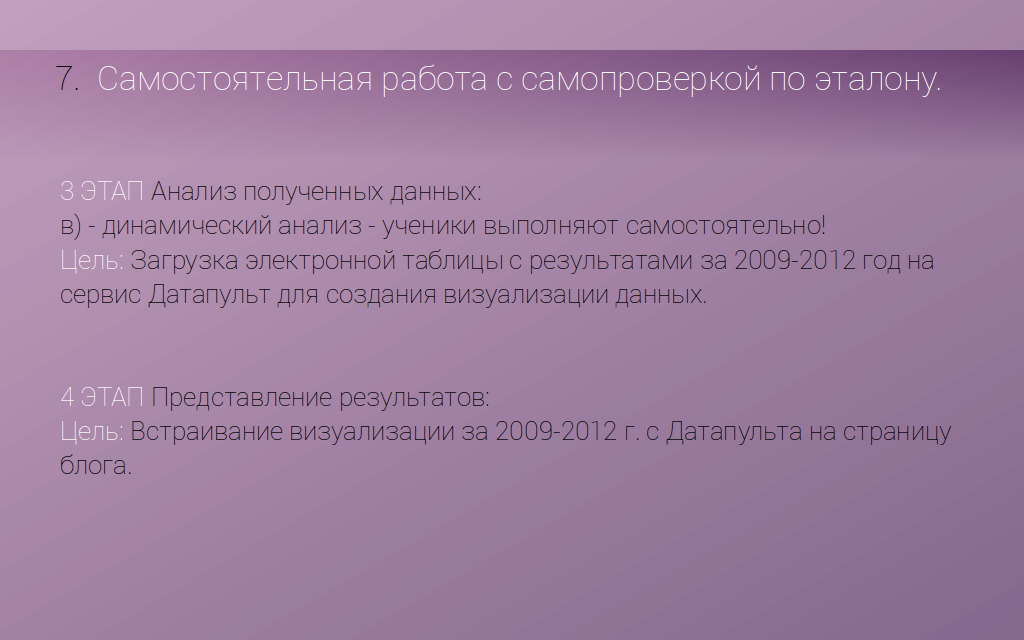 7. Самостоятельная работа с самопроверкой по эталону.
3 ЭТАП Анализ полученных данных:
в) - динамический анализ - ученики выполняют самостоятельно!
Цель: Загрузка электронной таблицы с результатами за 2009-2012 год на
сервис Датапульт для создания визуализации данных.
4 ЭТАП Представление результатов:
Цель: Встраивание визуализации за 2009-2012 г. с Датапульта на страницу
блога.